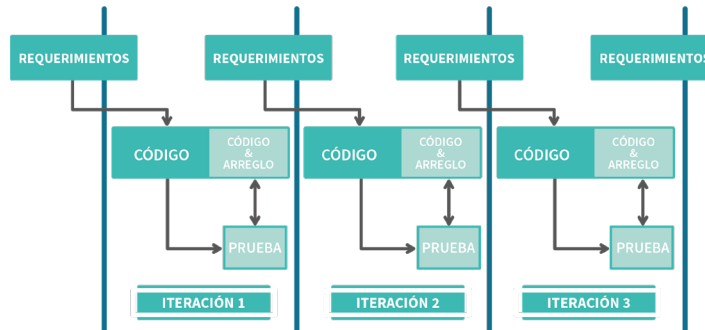 REQUERIMIENTOS REQUERIMIENTOS REQUERIMIENTOS REQUERIMIENTOS
CÓDIGO
CÓDIGO
&
ARREGLO
CÓDIGO
CÓDIGO
&
ARREGLO
CÓDIGO
CÓDIGO
&
ARREGLO
PRUEBA PRUEBA PRUEBA
ITERACIÓN 1 ITERACIÓN 2 ITERACIÓN 3